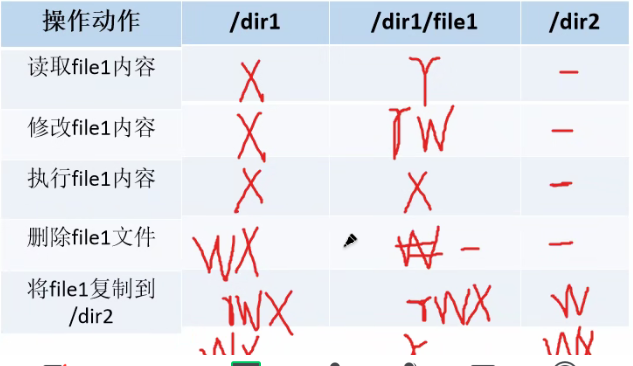 操作动作 /dir1 /dir1/file1 /dir2
读取file1内容 X r —
修改file1内容 X rW —
执行file1内容 X X —
删除file1文件 WX — —
将file1复制到 rWX rWX W
/dir2
WX r WX